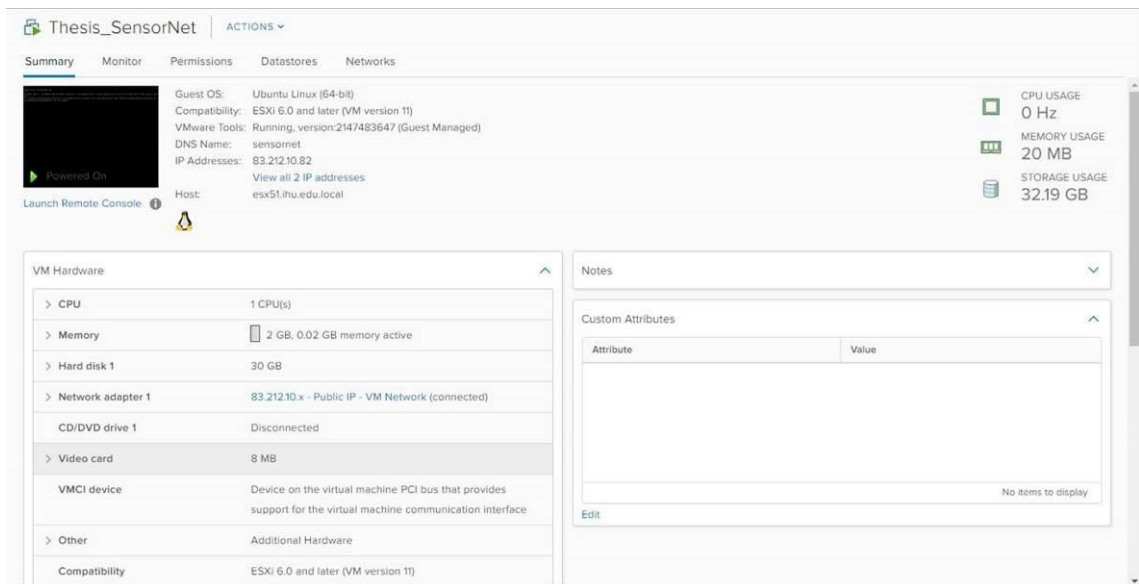 Thesis_SensorNet
ACTIONS
Summary Monitor Permissions Datastores Networks
Powered On
Launch Remote Console
Guest OS: Ubuntu Linux (64-bit)
Compatibility: ESXi 6.0 and later (VM version 11)
VMware Tools: Running, version:2147483647 (Guest Managed)
DNS Name: sensornet
IP Addresses: 83.212.10.82
View all 2 IP addresses
Host: esx51.ihu.edu.local
CPU USAGE
0 Hz
MEMORY USAGE
20 MB
STORAGE USAGE
32.19 GB
VM Hardware
CPU 1 CPU(s)
Memory 2 GB, 0.02 GB memory active
Hard disk 1 30 GB
Network adapter 1 83.212.10.x - Public IP - VM Network (connected)
CD/DVD drive 1 Disconnected
Video card 8 MB
VMCI device Device on the virtual machine PCI bus that provides
support for the virtual machine communication interface
Other Additional Hardware
Compatibility ESXi 6.0 and later (VM version 11)
Notes
Custom Attributes
Attribute Value
No items to display
Edit